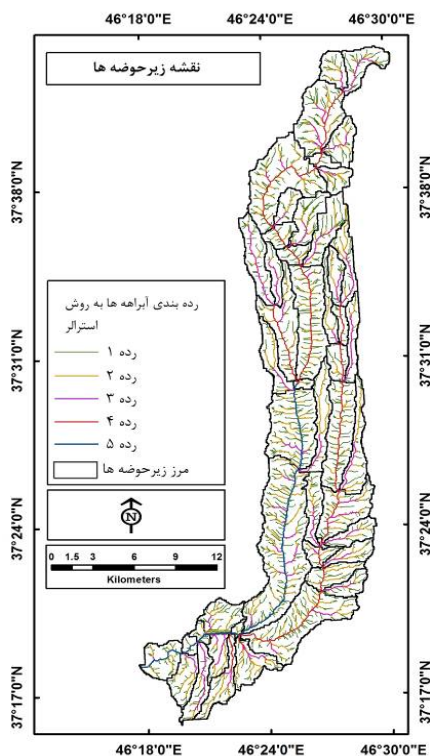 46°18'0"E 46°24'0"E 46°30'0"E
نقشه زیرحوضه ها
37°38'0"N 37°38'0"N
رده بندی آبراهه ها به روش
استرالر
رده ۱
37°31'0"N 37°31'0"N
رده ۲
رده ۳
رده ۴
رده ۵
مرز زیرحوضه ها
N
37°24'0"N 37°24'0"N
0 1.5 3 6 9 12
Kilometers
37°17'0"N 37°17'0"N
46°18'0"E 46°24'0"E 46°30'0"E